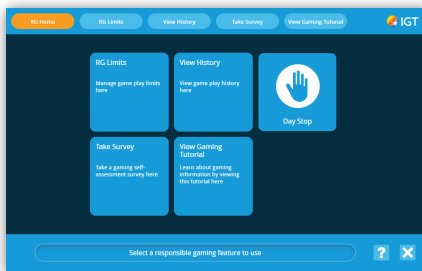 RG Home
RG Limits
View History
Take Survey
View Gaming Tutorial
IGT
RG Limits
Manage game play limits
here
View History
View game play history
here
Day Stop
Take Survey
Take a gaming self-
assessment survey here
View Gaming
Tutorial
Learn about gaming
information by viewing
this tutorial here
Select a responsible gaming feature to use
?